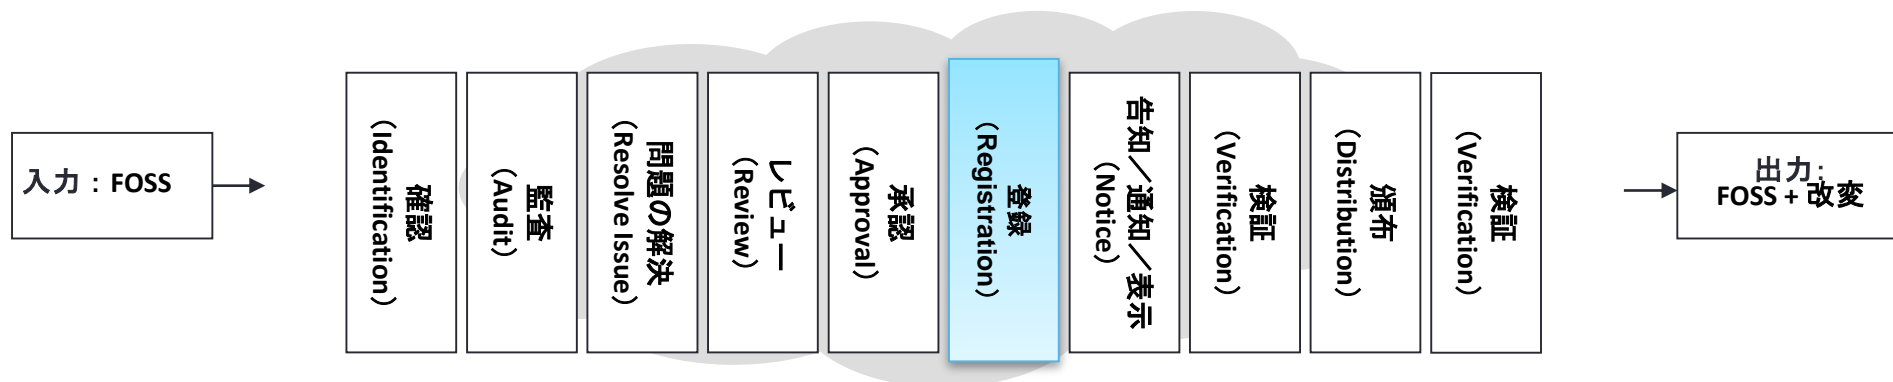 入力：FOSS
確認
（Identification）
監査
（Audit）
問題の解決
（Resolve Issue）
レビュー
（Review）
承認
（Approval）
登録
（Registration）
告知／通知／表示
（Notice）
検証
（Verification）
頒布
（Distribution）
検証
（Verification）
出力：
FOSS + 改変